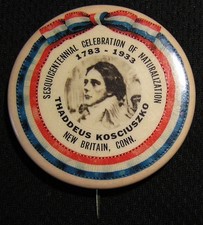 SESQUICENTENNIAL CELEBRATION OF NATURALIZATION
1783 - 1933
THADDEUS KOSCIUSZKO
NEW BRITAIN, CONN.